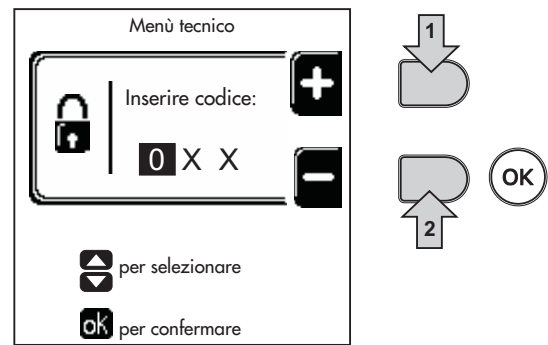 Menù tecnico
1
+
Inserire codice:
0 X X
-
OK
2
per selezionare
ok per confermare